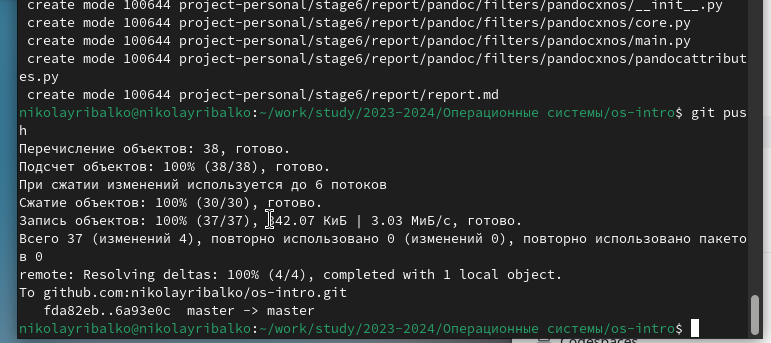 create mode 100644 project-personal/stage6/report/pandoc/filters/pandocxnos/__init__.py
create mode 100644 project-personal/stage6/report/pandoc/filters/pandocxnos/core.py
create mode 100644 project-personal/stage6/report/pandoc/filters/pandocxnos/main.py
create mode 100644 project-personal/stage6/report/pandoc/filters/pandocxnos/pandocattribut
es.py
create mode 100644 project-personal/stage6/report/report.md
nikolayribalko@nikolayribalko:~/work/study/2023-2024/Операционные системы/os-intro$ git pus
h
Перечисление объектов: 38, готово.
Подсчет объектов: 100% (38/38), готово.
При сжатии изменений используется до 6 потоков
Сжатие объектов: 100% (30/30), готово.
Запись объектов: 100% (37/37), КиБ | 3.03 МиБ/с, готово.
Всего 37 (изменений 4), повторно использовано 0 (изменений 0), повторно использовано пакето
в 0
remote: Resolving deltas: 100% (4/4), completed with 1 local object.
To github.com:nikolayribalko/os-intro.git
fda82eb..6a93e0c master -> master
nikolayribalko@nikolayribalko:~/work/study/2023-2024/Операционные системы/os-intro$
Codespaces